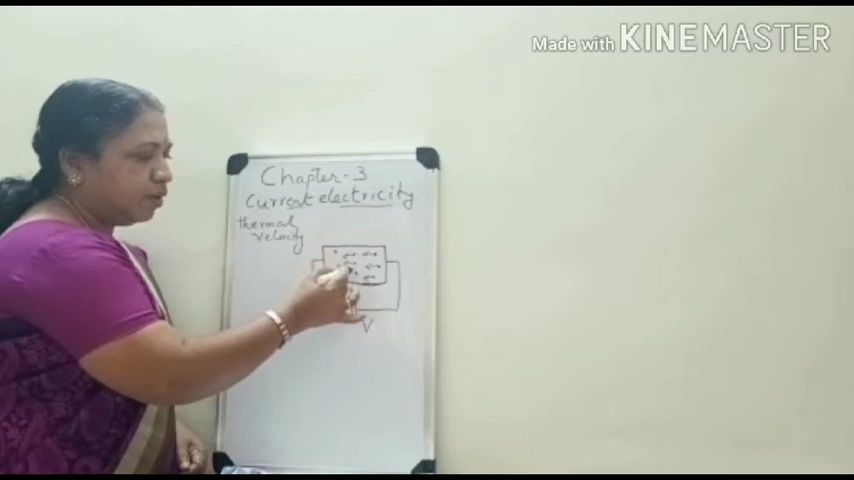 Made with KINEMASTER
Chapter-3
Current electricity
thermal
velocity
V